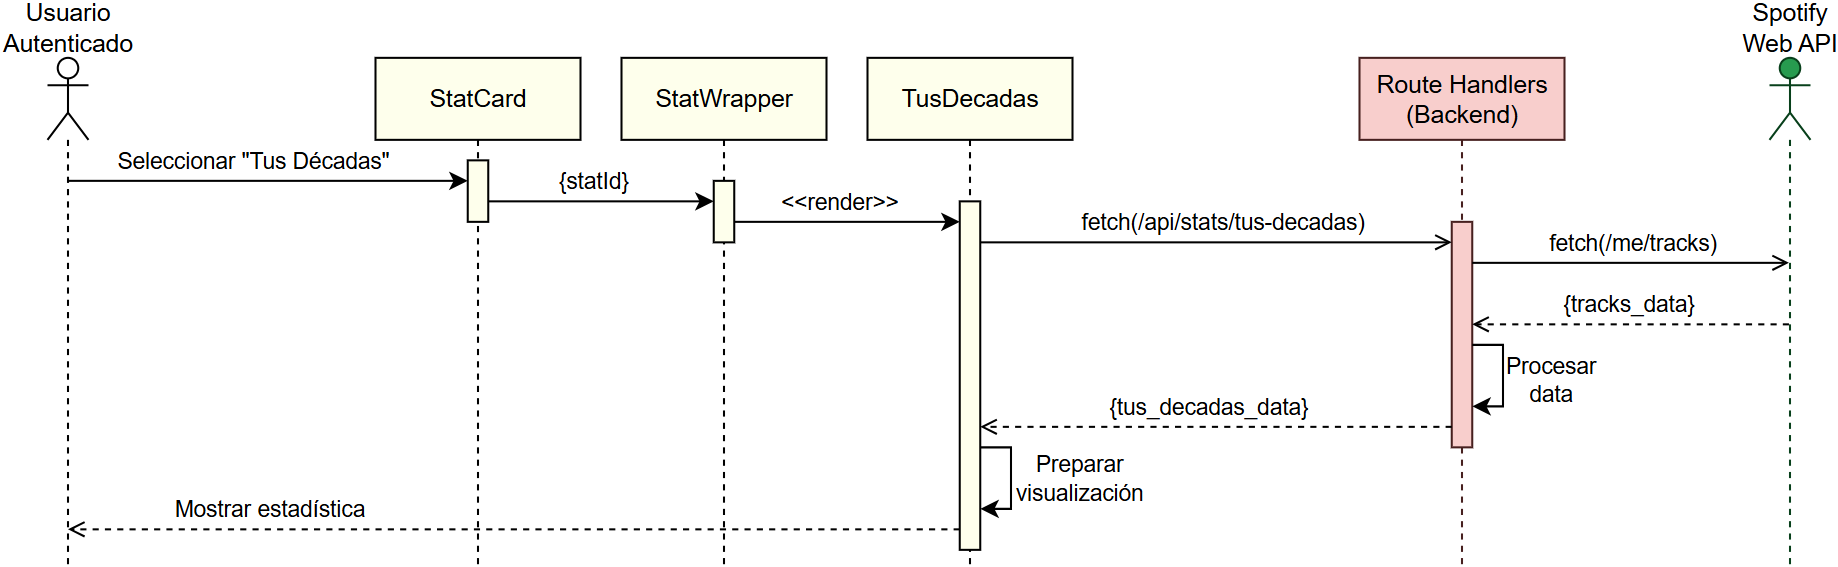 Usuario
Autenticado
Spotify
Web API
StatCard
StatWrapper
TusDecadas
Route Handlers
(Backend)
Seleccionar "Tus Décadas"
{statId}
<<render>>
fetch(/api/stats/tus-decadas)
fetch(/me/tracks)
{tracks_data}
Procesar
data
{tus_decadas_data}
Preparar
visualización
Mostrar estadística